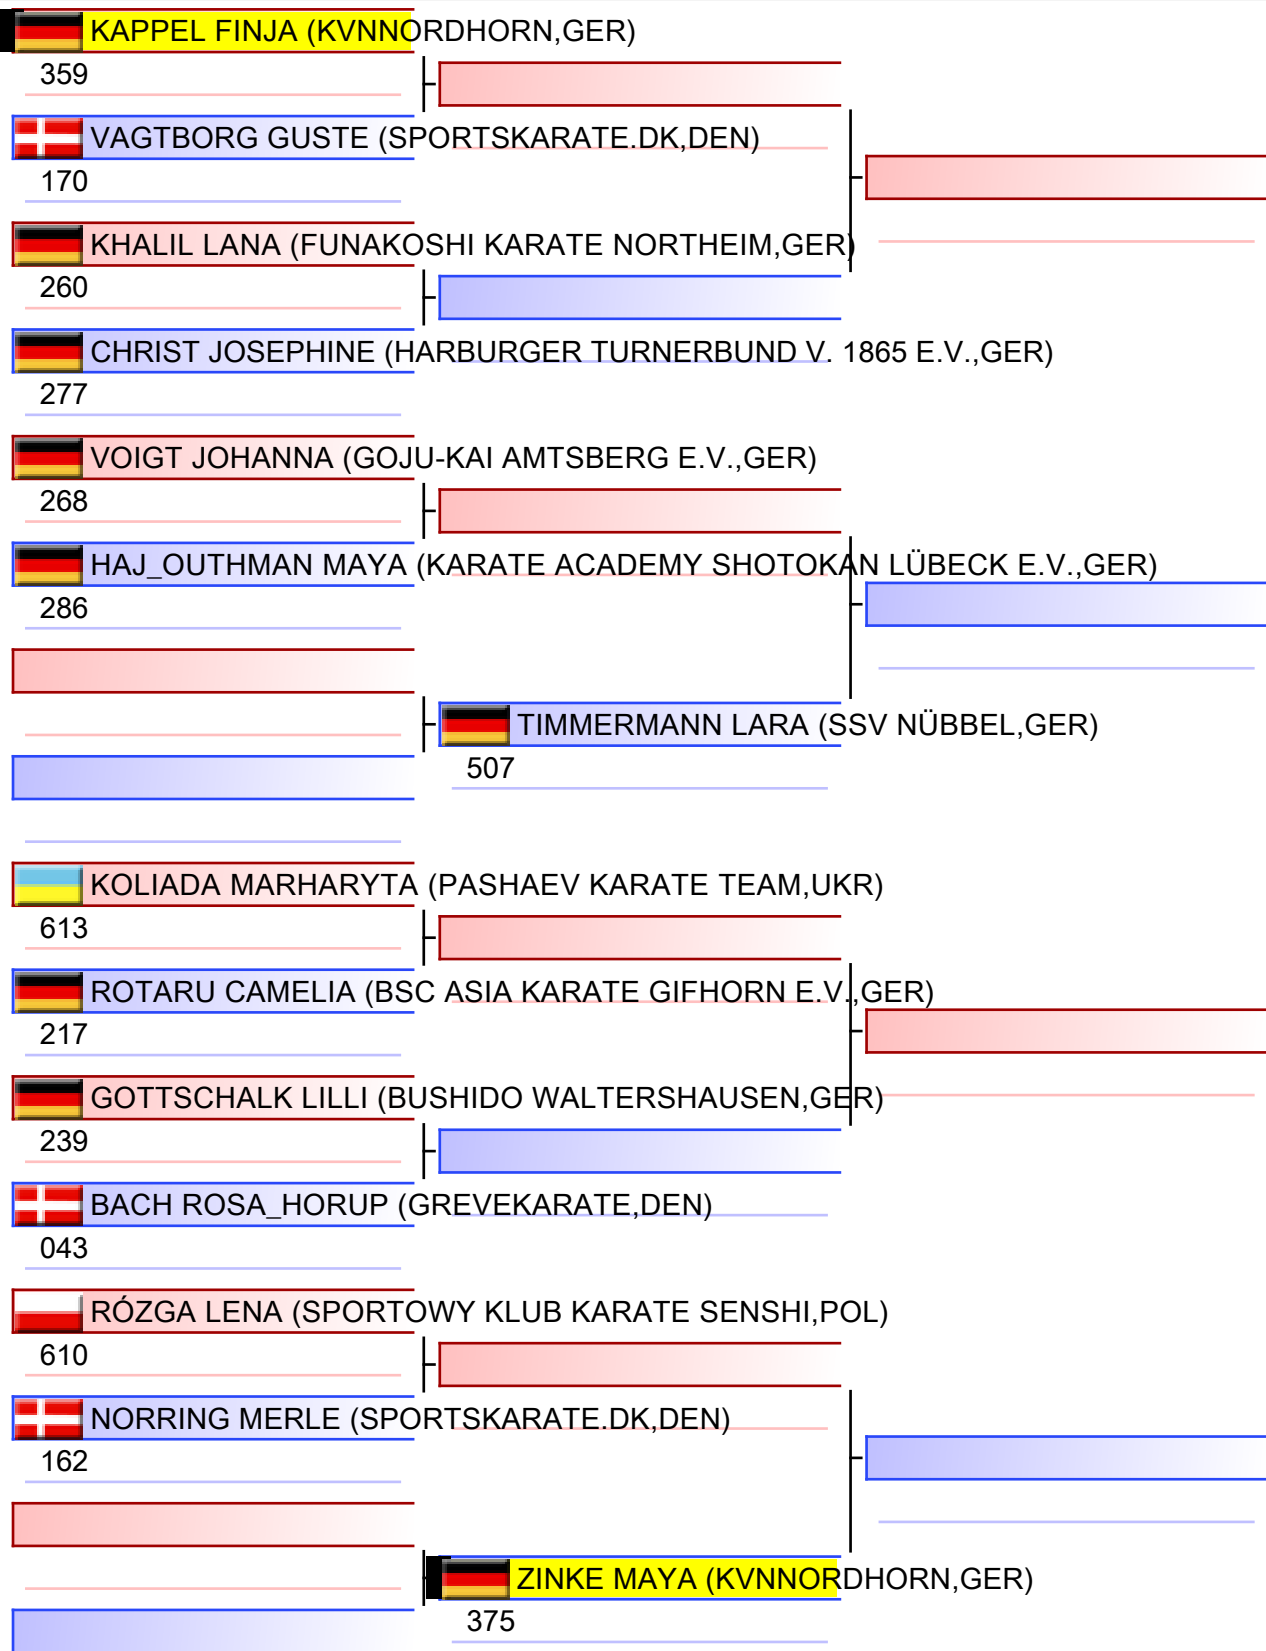 KAPPEL FINJA (KVNNORDHORN,GER)
359
VAGTBORG GUSTE (SPORTSKARATE.DK,DEN)
170
KHALIL LANA (FUNAKOSHI KARATE NORTHEIM,GER)
260
CHRIST JOSEPHINE (HARBURGER TURNERBUND V. 1865 E.V.,GER)
277
VOIGT JOHANNA (GOJU-KAI AMTSBERG E.V.,GER)
268
HAJ_OUTHMAN MAYA (KARATE ACADEMY SHOTOKAN LÜBECK E.V.,GER)
286
TIMMERMANN LARA (SSV NÜBBEL,GER)
507
KOLIADA MARHARYTA (PASHAEV KARATE TEAM,UKR)
613
ROTARU CAMELIA (BSC ASIA KARATE GIFHORN E.V.,GER)
217
GOTTSCHALK LILLI (BUSHIDO WALTERSHAUSEN,GER)
239
BACH ROSA_HORUP (GREVEKARATE,DEN)
043
RÓZGA LENA (SPORTOWY KLUB KARATE SENSHI,POL)
610
NORRING MERLE (SPORTSKARATE.DK,DEN)
162
ZINKE MAYA (KVNNORDHORN,GER)
375